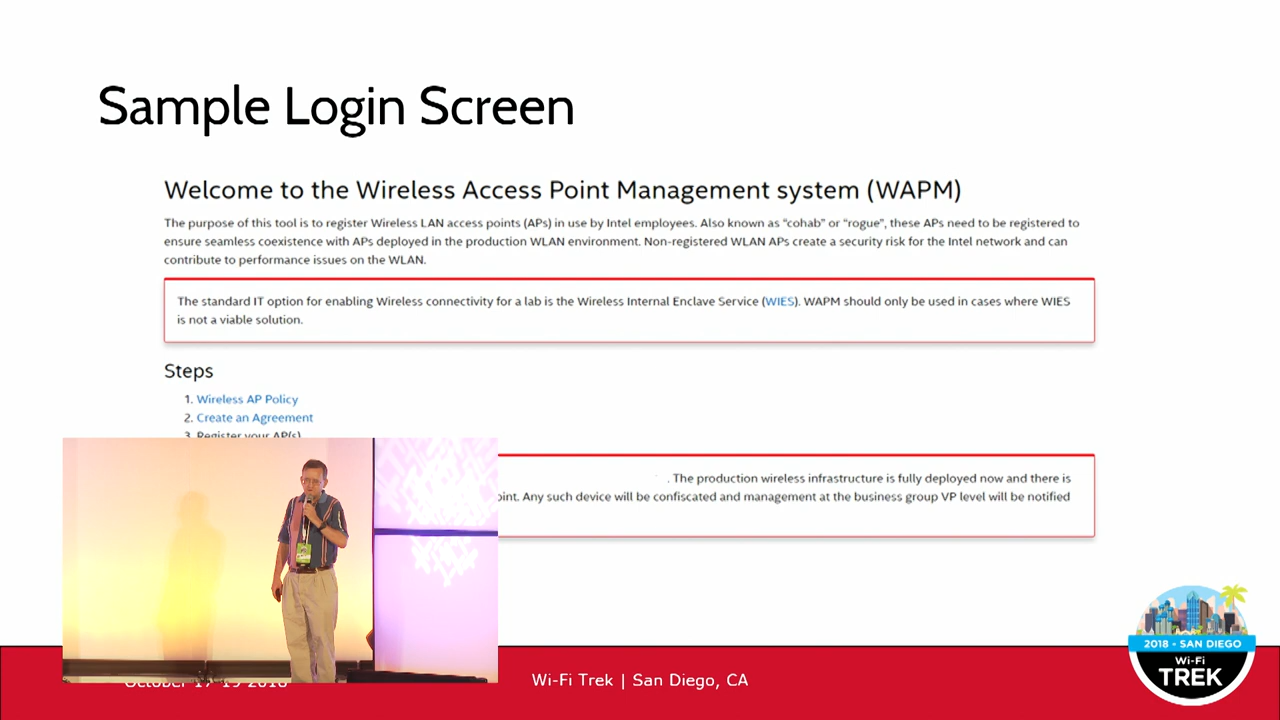 Sample Login Screen
Welcome to the Wireless Access Point Management system (WAPM)
The purpose of this tool is to register Wireless LAN access points (APs) in use by Intel employees. Also known as “cohab” or “rogue”, these APs need to be registered to
ensure seamless coexistence with APs deployed in the production WLAN environment. Non-registered WLAN APs create a security risk for the Intel network and can
contribute to performance issues on the WLAN.
The standard IT option for enabling Wireless connectivity for a lab is the Wireless Internal Enclave Service (WIES). WAPM should only be used in cases where WIES
is not a viable solution.
Steps
1. Wireless AP Policy
2. Create an Agreement
3. Register your AP(s)
. The production wireless infrastructure is fully deployed now and there is
oint. Any such device will be confiscated and management at the business group VP level will be notified
October 17-19 2018
Wi-Fi Trek | San Diego, CA
2018 - SAN DIEGO
Wi-Fi
TREK